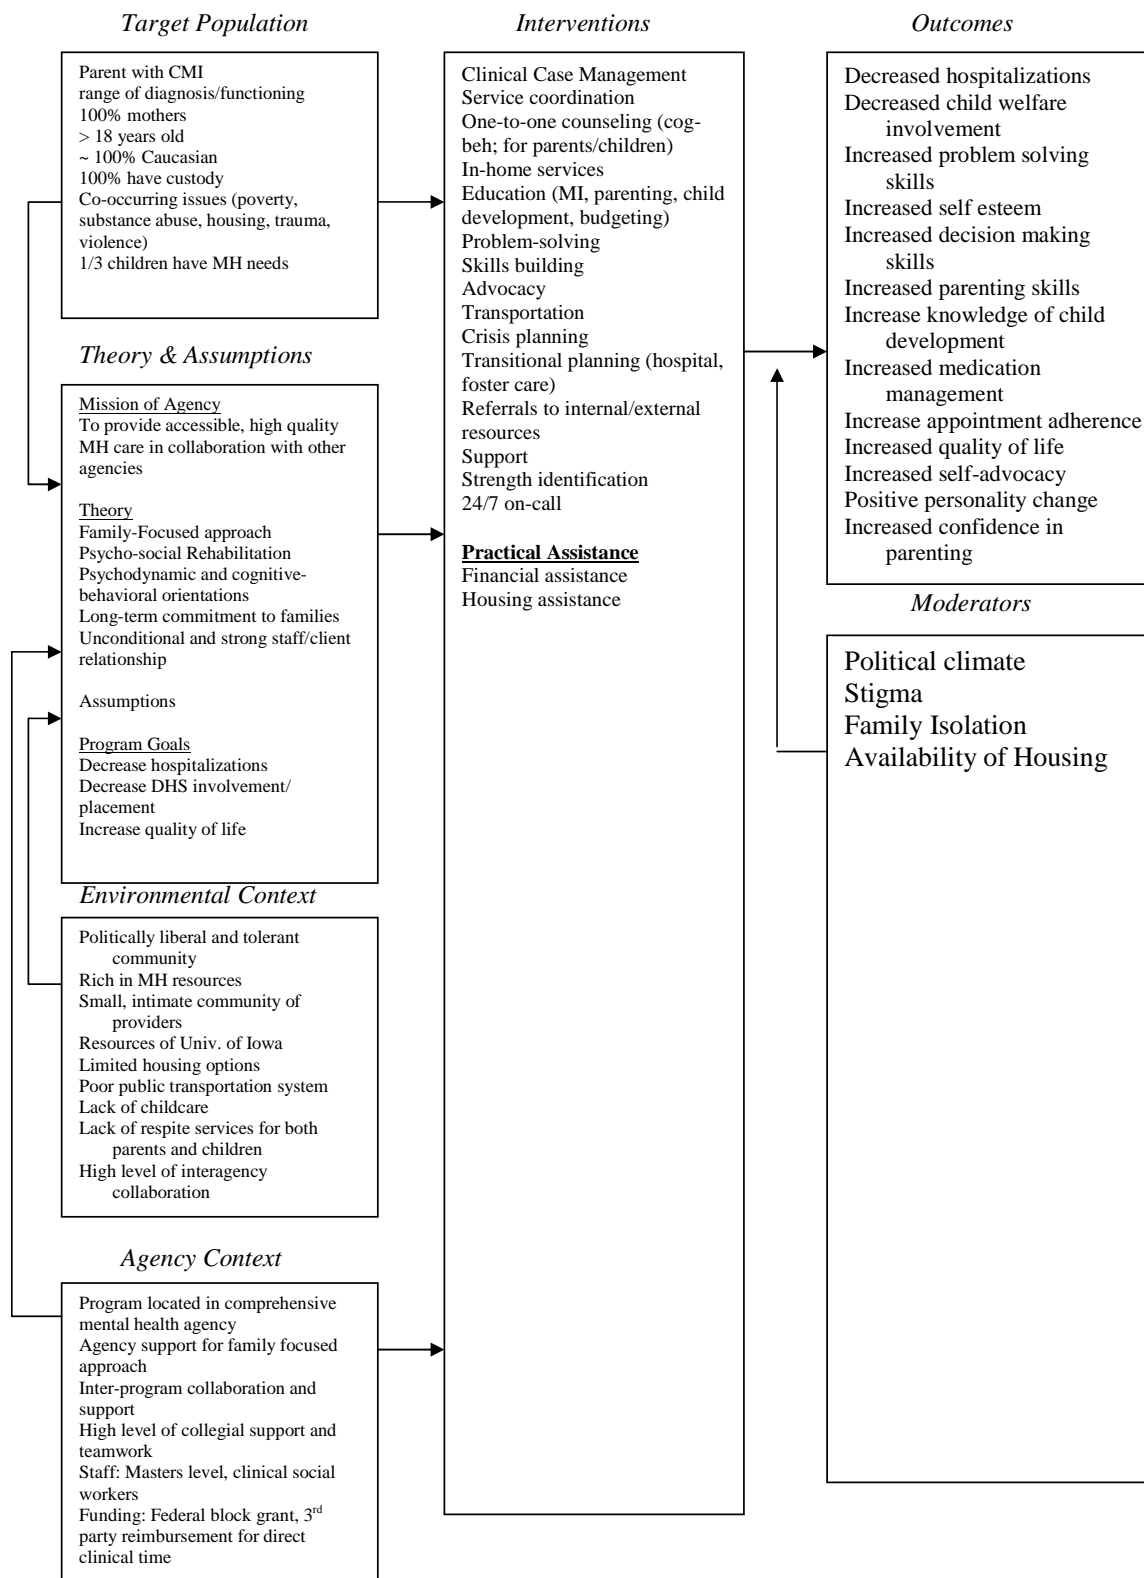 Target Population
Parent with CMI
range of diagnosis/functioning
100% mothers
> 18 years old
~ 100% Caucasian
100% have custody
Co-occurring issues (poverty,
substance abuse, housing, trauma,
violence)
1/3 children have MH needs
Theory & Assumptions
Mission of Agency
To provide accessible, high quality
MH care in collaboration with other
agencies
Theory
Family-Focused approach
Psycho-social Rehabilitation
Psychodynamic and cognitive-
behavioral orientations
Long-term commitment to families
Unconditional and strong staff/client
relationship
Assumptions
Program Goals
Decrease hospitalizations
Decrease DHS involvement/
placement
Increase quality of life
Environmental Context
Politically liberal and tolerant
community
Rich in MH resources
Small, intimate community of
providers
Resources of Univ. of Iowa
Limited housing options
Poor public transportation system
Lack of childcare
Lack of respite services for both
parents and children
High level of interagency
collaboration
Agency Context
Program located in comprehensive
mental health agency
Agency support for family focused
approach
Inter-program collaboration and
support
High level of collegial support and
teamwork
Staff: Masters level, clinical social
workers
Funding: Federal block grant, 3rd
party reimbursement for direct
clinical time
Interventions
Clinical Case Management
Service coordination
One-to-one counseling (cog-
beh; for parents/children)
In-home services
Education (MI, parenting, child
development, budgeting)
Problem-solving
Skills building
Advocacy
Transportation
Crisis planning
Transitional planning (hospital,
foster care)
Referrals to internal/external
resources
Support
Strength identification
24/7 on-call
Practical Assistance
Financial assistance
Housing assistance
Outcomes
Decreased hospitalizations
Decreased child welfare
involvement
Increased problem solving
skills
Increased self esteem
Increased decision making
skills
Increased parenting skills
Increase knowledge of child
development
Increased medication
management
Increase appointment adherence
Increased quality of life
Increased self-advocacy
Positive personality change
Increased confidence in
parenting
Moderators
Political climate
Stigma
Family Isolation
Availability of Housing